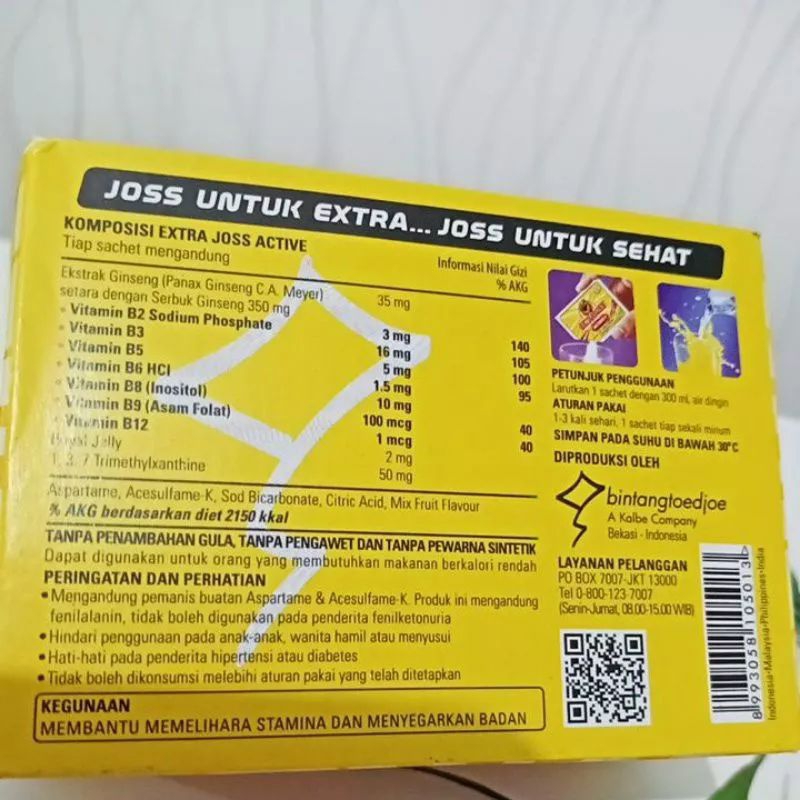 JOSS UNTUK EXTRA... JOSS UNTUK SEHAT
KOMPOSISI EXTRA JOSS ACTIVE
Tiap sachet mengandung
Informasi Nilai Gizi
% AKG
Ekstrak Ginseng (Panax Ginseng C.A. Meyer) 35 mg
setara dengan Serbuk Ginseng 350 mg
• Vitamin B2 Sodium Phosphate 3 mg 140
• Vitamin B3 16 mg 105
• Vitamin B5 5 mg 100
• Vitamin B6 HCl 1.5 mg 95
• Vitamin B8 (Inositol) 10 mg
• Vitamin B9 (Asam Folat) 100 mcg 40
• Vitamin B12 1 mcg 40
Royal Jelly 2 mg
1, 3, 7 Trimethylxanthine 50 mg
Aspartame, Acesulfame-K, Sod Bicarbonate, Citric Acid, Mix Fruit Flavour
% AKG berdasarkan diet 2150 kkal
TANPA PENAMBAHAN GULA, TANPA PENGAWET DAN TANPA PEWARNA SINTETIK
Dapat digunakan untuk orang yang membutuhkan makanan berkalori rendah
PERINGATAN DAN PERHATIAN
• Mengandung pemanis buatan Aspartame & Acesulfame-K. Produk ini mengandung
fenilalanin, tidak boleh digunakan pada penderita fenilketonuria
• Hindari penggunaan pada anak-anak, wanita hamil atau menyusui
• Hati-hati pada penderita hipertensi atau diabetes
• Tidak boleh dikonsumsi melebihi aturan pakai yang telah ditetapkan
KEGUNAAN
MEMBANTU MEMELIHARA STAMINA DAN MENYEGARKAN BADAN
PETUNJUK PENGGUNAAN
Larutkan 1 sachet dengan 300 ml, air dingin
ATURAN PAKAI
1-3 kali sehari, 1 sachet tiap sekali minum
SIMPAN PADA SUHU DI BAWAH 30°C
DIPRODUKSI OLEH
bintangtoedjoe
A Kalbe Company
Bekasi - Indonesia
LAYANAN PELANGGAN
PO BOX 7007-JKT 13000
Tel 0-800-123 7007
(Senin-Jumat, 08.00-15.00 WIB)
8 993058 105013
Indonesia-Malaysia-Philippines-India